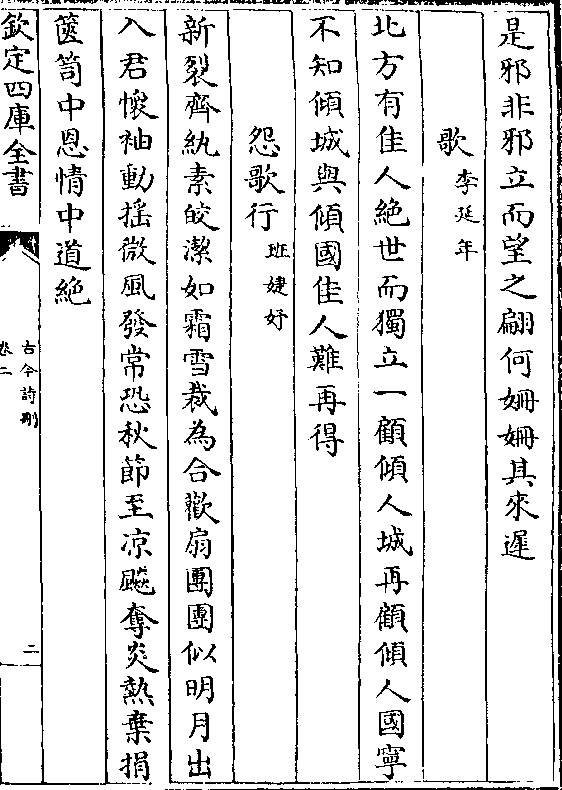 是邪非邪立而望之翩何姍姍其來遲
歌李延年
北方有佳人絶世而獨立一顧傾人城再顧傾人國寧
不知傾城與傾國佳人難再得
怨歌行班婕妤
新裂齊紈素皎潔如霜雪裁為合歡扇團團似明月出
入君懐袖動揺微風發常恐秋節至凉飈奪炎熱棄捐
篋笥中恩情中道絶
欽定四庫全書
古今詩刪
卷二
二